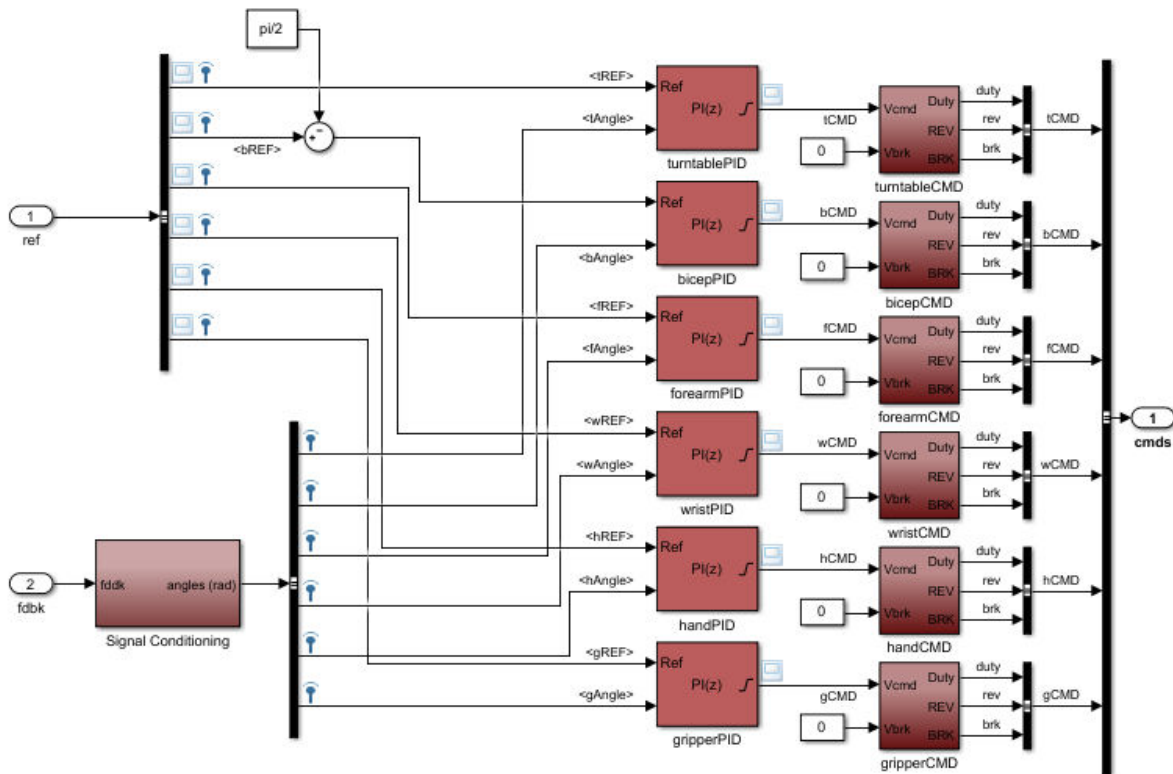 pi/2
<tREF>
<bREF>
<tAngle>
Ref
PI(z)
turntablePID
tCMD
0
Vcmd
Vbrk
Duty
REV
BRK
turntableCMD
duty
rev
brk
tCMD
1
ref
<bAngle>
Ref
PI(z)
bicepPID
bCMD
0
Vcmd
Vbrk
Duty
REV
BRK
bicepCMD
duty
rev
brk
bCMD
<fREF>
<fAngle>
Ref
PI(z)
forearmPID
fCMD
0
Vcmd
Vbrk
Duty
REV
BRK
forearmCMD
duty
rev
brk
fCMD
1
cmds
<wREF>
<wAngle>
Ref
PI(z)
wristPID
wCMD
0
Vcmd
Vbrk
Duty
REV
BRK
wristCMD
duty
rev
brk
wCMD
2
fdbk
fddk
angles (rad)
Signal Conditioning
<hREF>
<hAngle>
Ref
PI(z)
handPID
hCMD
0
Vcmd
Vbrk
Duty
REV
BRK
handCMD
duty
rev
brk
hCMD
<gREF>
<gAngle>
Ref
PI(z)
gripperPID
gCMD
0
Vcmd
Vbrk
Duty
REV
BRK
gripperCMD
duty
rev
brk
gCMD